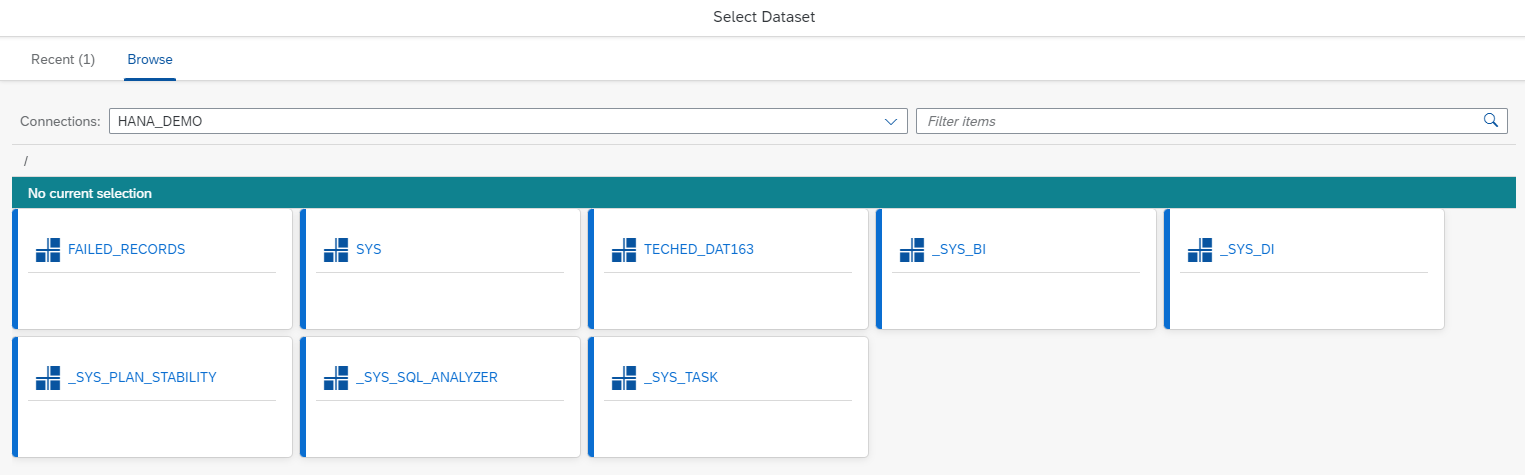 Select Dataset
Recent (1) Browse
Connections: HANA_DEMO Filter items
/
No current selection
FAILED_RECORDS SYS TECHED_DAT163 _SYS_BI _SYS_DI
_SYS_PLAN_STABILITY _SYS_SQL_ANALYZER _SYS_TASK